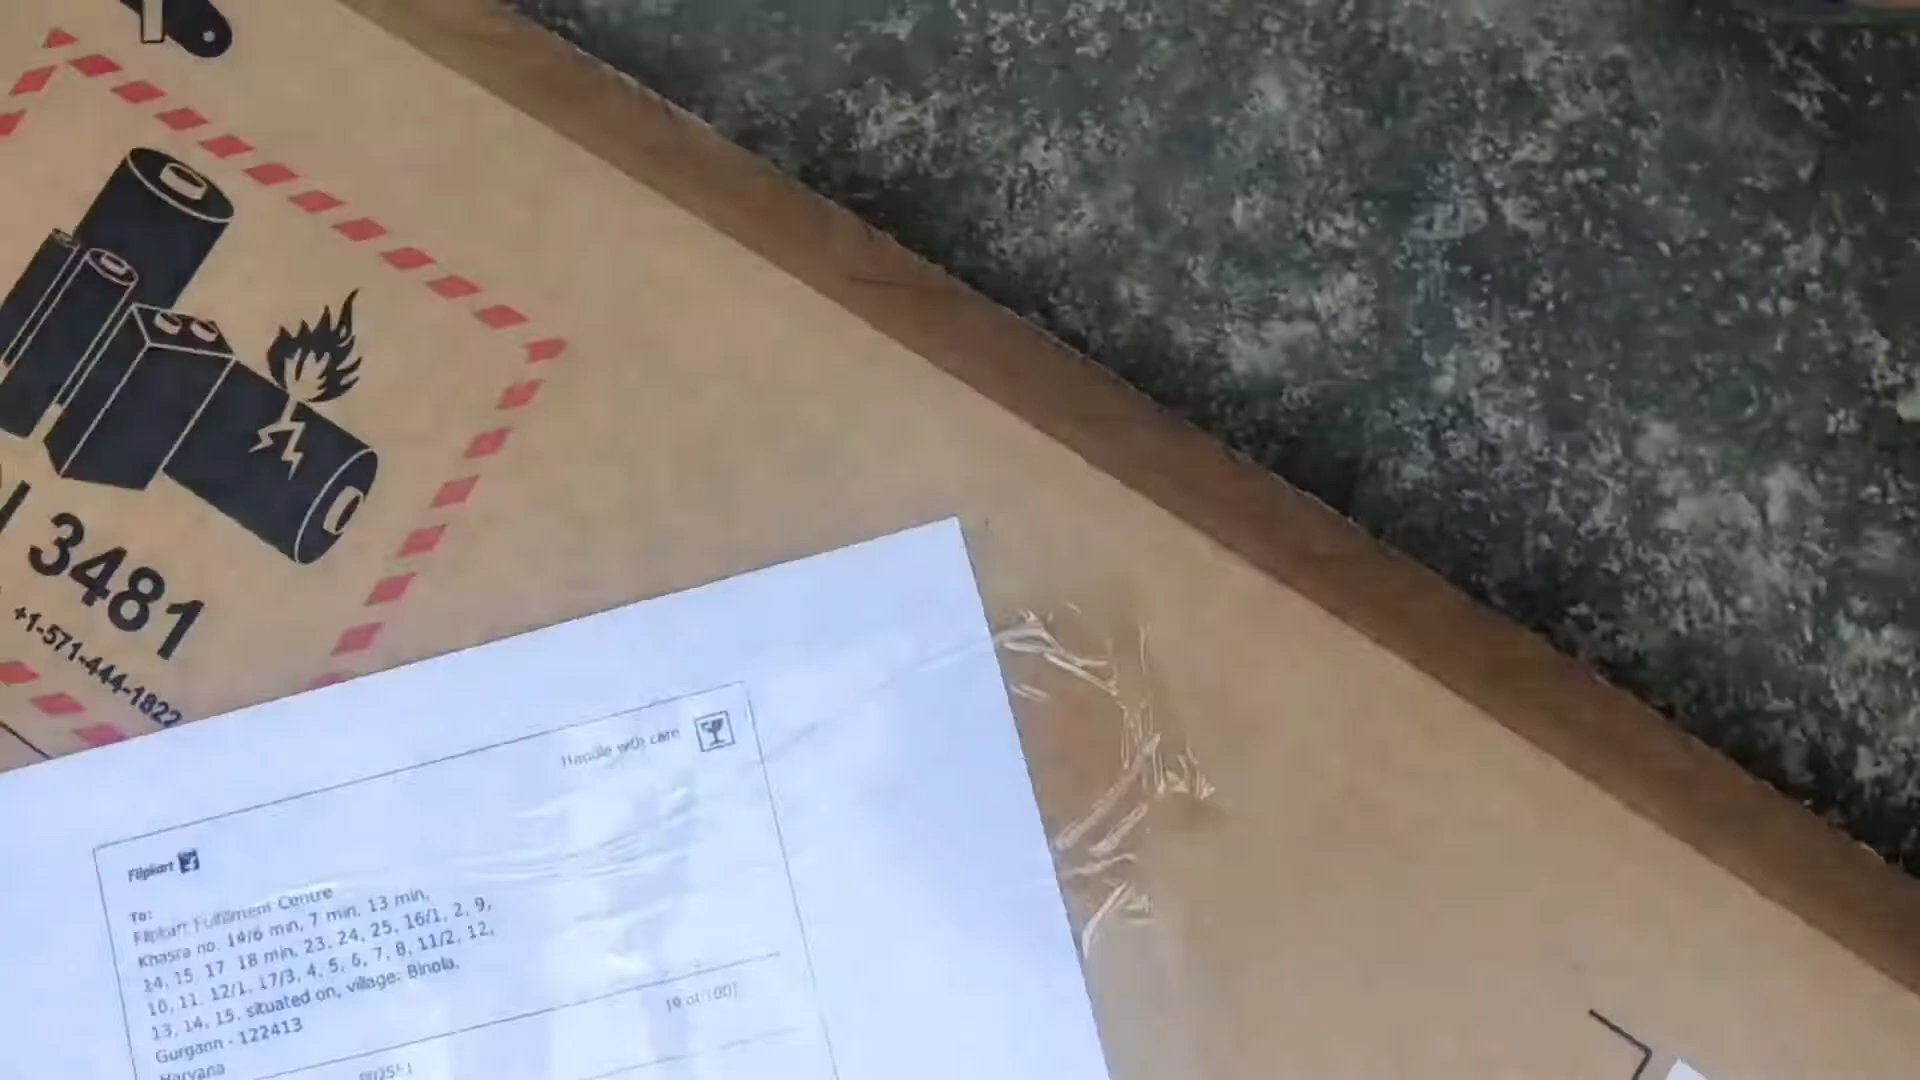 3481
+1-571-444-1822
Handle with care
Flipkart
To:
Flipkart Fulfilment Centre
Khasra no. 14/6 min, 7 min, 13 min,
14, 15, 17 18 min, 23, 24, 25, 16/1, 2, 9,
10, 11, 12/1, 17/3, 4, 5, 6, 7, 8, 11/2, 12,
13, 14, 15, situated on, village: Binola,
Gurgaon - 122413
Haryana